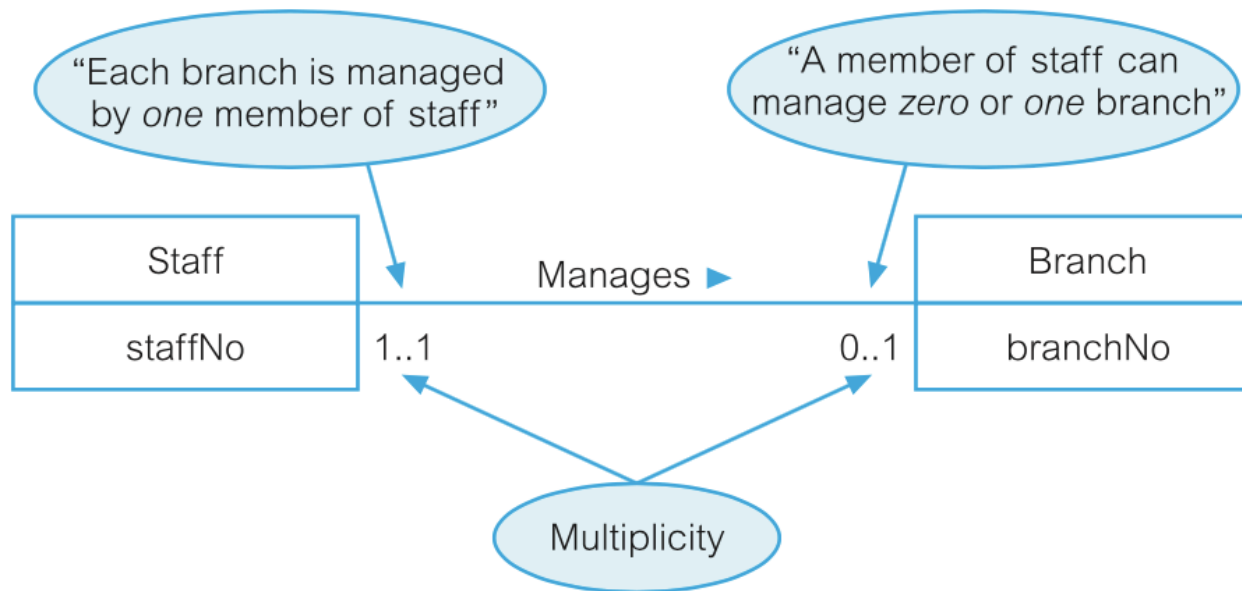 “Each branch is managed
by one member of staff”
“A member of staff can
manage zero or one branch”
Staff
Manages ►
Branch
staffNo
1..1
0..1
branchNo
Multiplicity